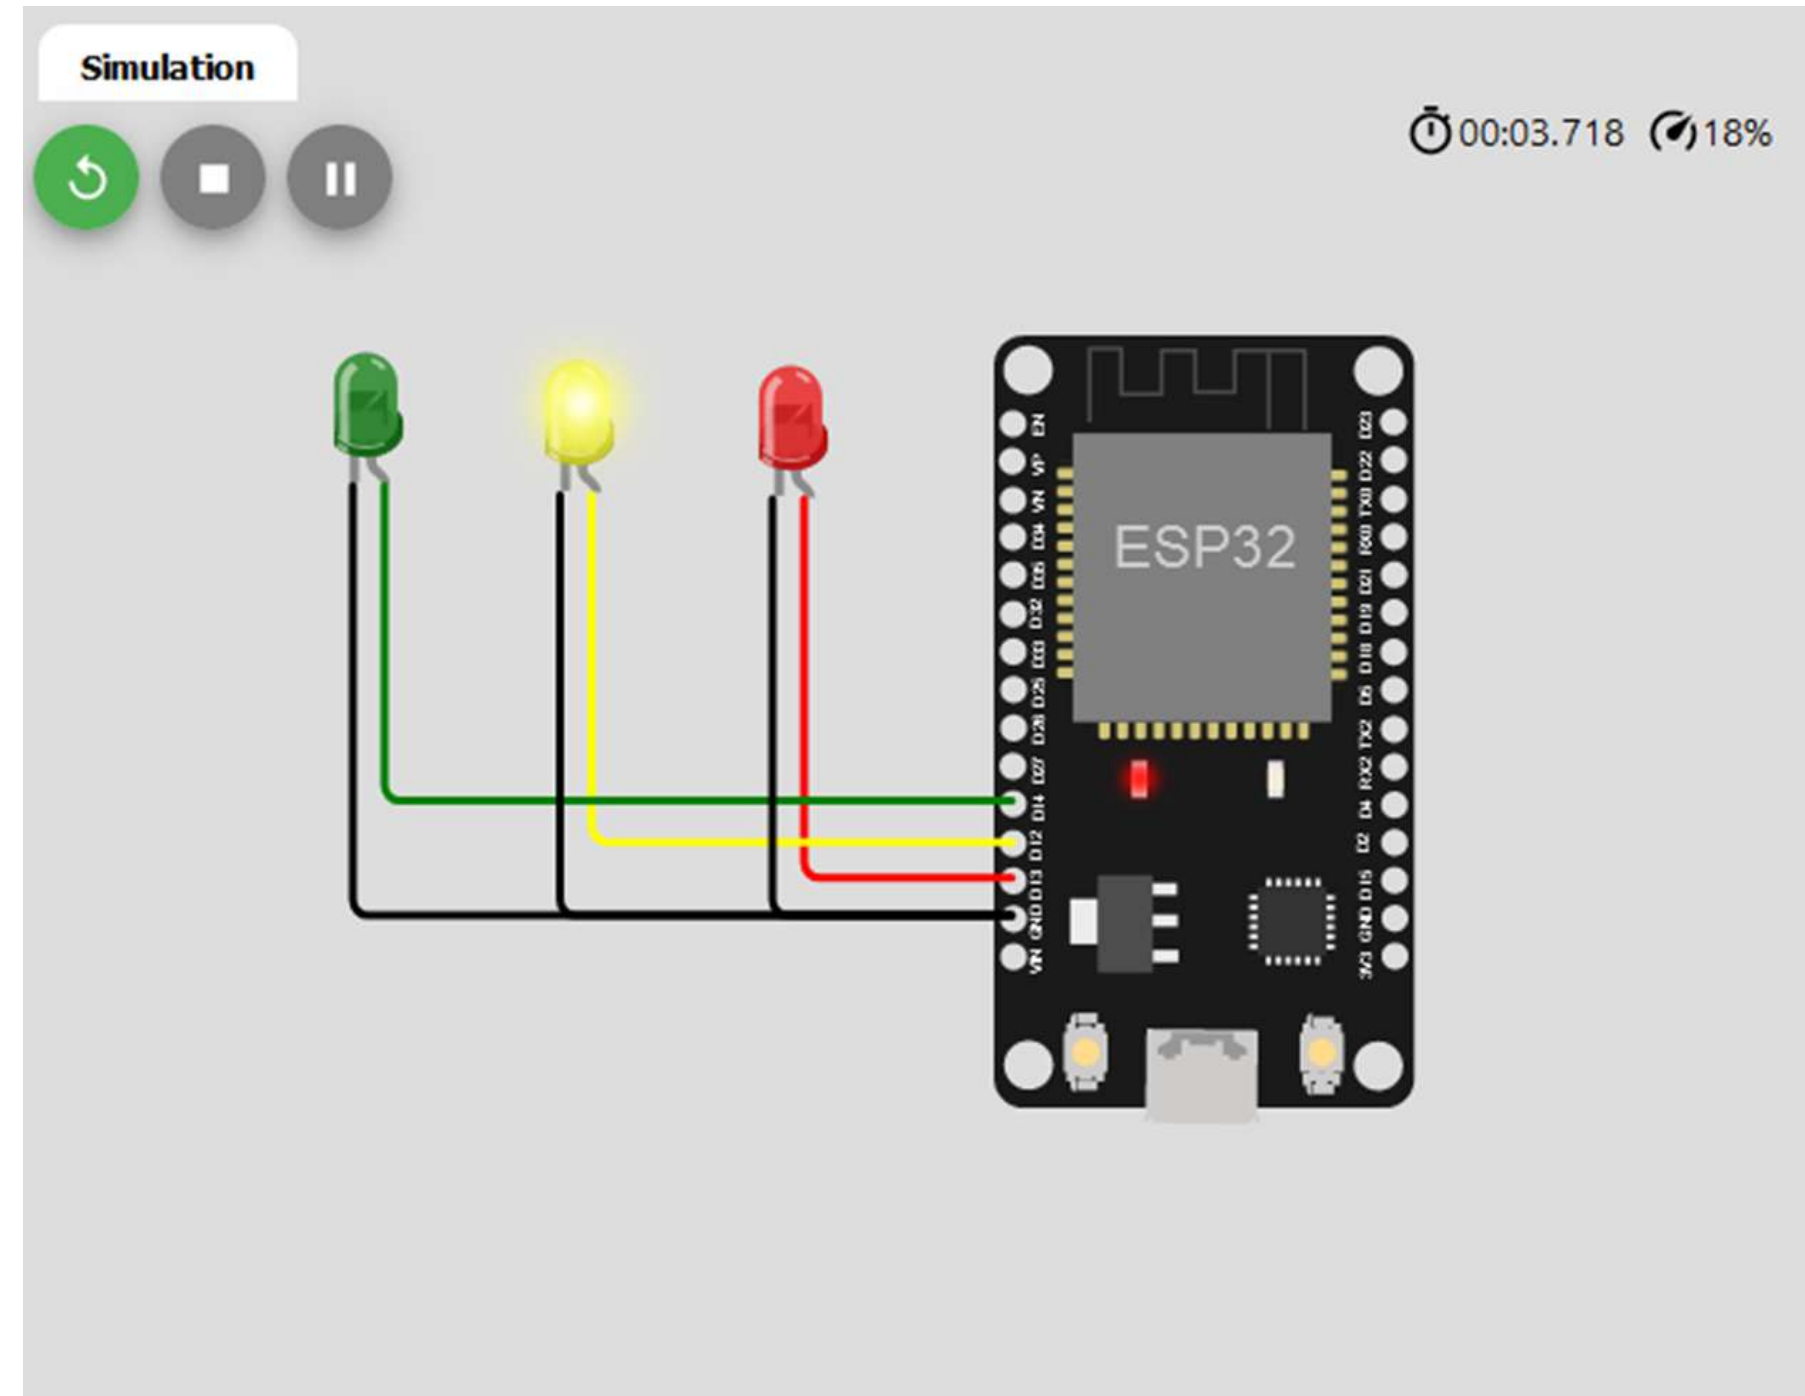 Simulation
00:03.718 18%
ESP32
EN
VP
VN
D34
D35
D32
D33
D25
D26
D27
D14
D12
D13
GND
VIN
D23
D22
TX0
RX0
D21
D19
D18
D5
TX2
RX2
D4
D2
D15
GND
3V3